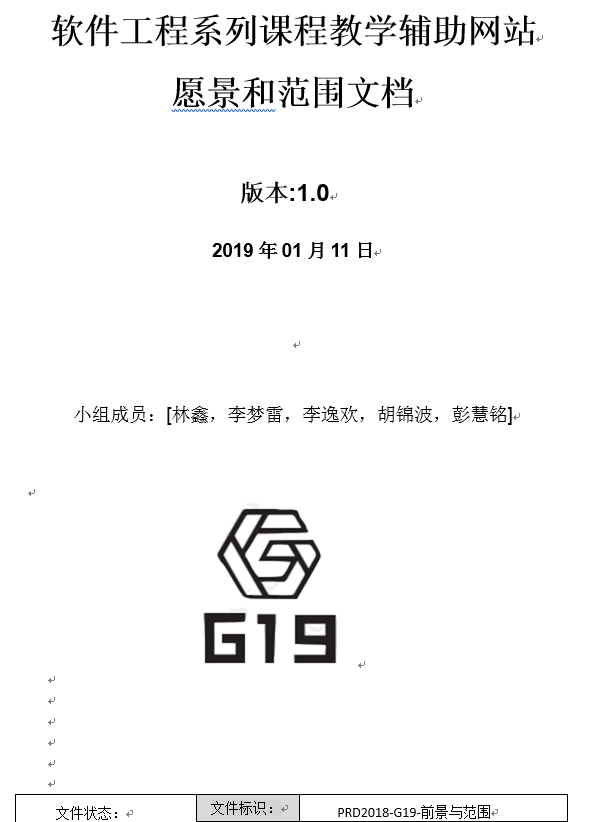 软件工程系列课程教学辅助网站
愿景和范围文档
版本:1.0
2019年01月11日
小组成员：[林鑫，李梦雷，李逸欢，胡锦波，彭慧铭]
G19
文件状态： 文件标识： PRD2018-G19-前景与范围